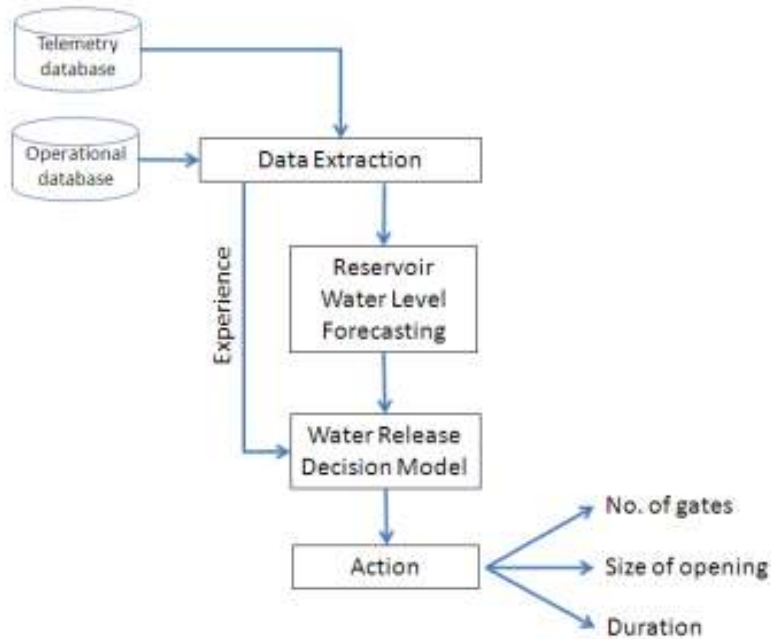 Telemetry
database
Operational
database
Data Extraction
Experience
Reservoir
Water Level
Forecasting
Water Release
Decision Model
Action
No. of gates
Size of opening
Duration